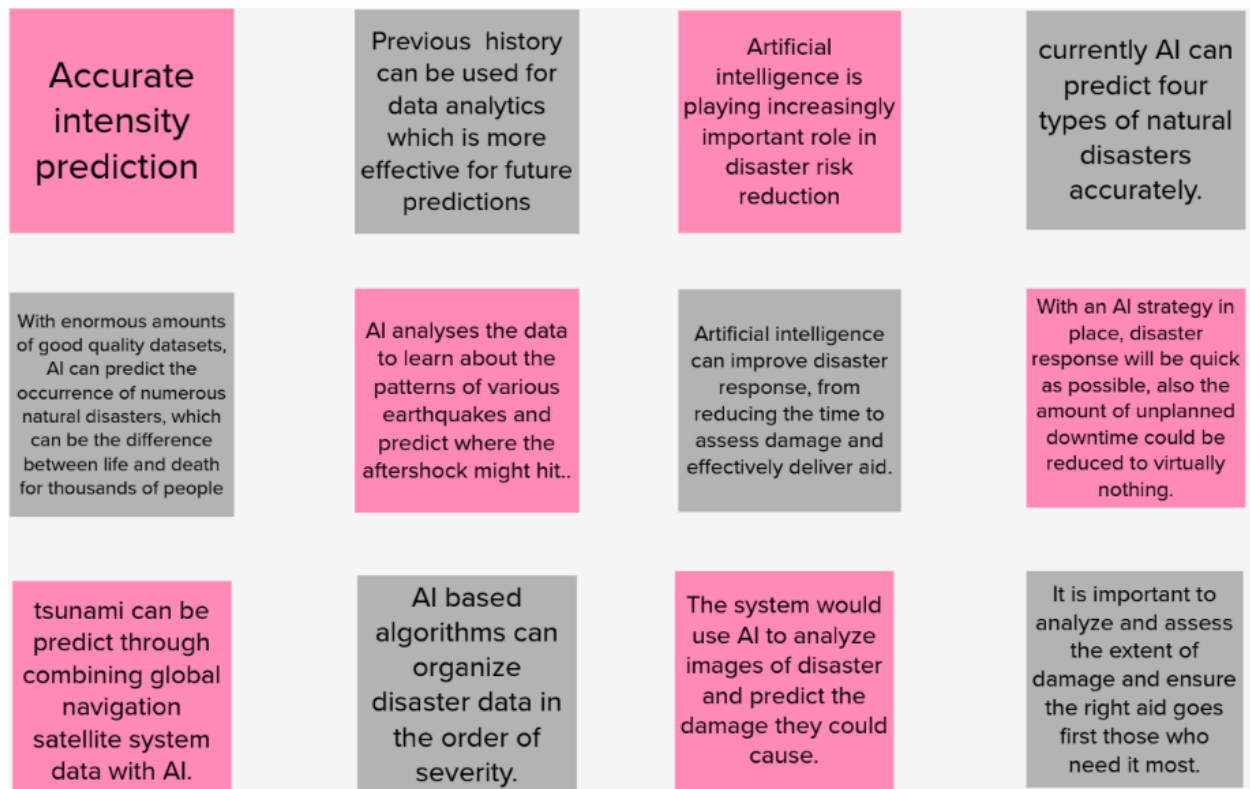 Accurate
intensity
prediction
Previous history
can be used for
data analytics
which is more
effective for future
predictions
Artificial
intelligence is
playing increasingly
important role in
disaster risk
reduction
currently AI can
predict four
types of natural
disasters
accurately.
With enormous amounts
of good quality datasets,
AI can predict the
occurrence of numerous
natural disasters, which
can be the difference
between life and death
for thousands of people
AI analyses the data
to learn about the
patterns of various
earthquakes and
predict where the
aftershock might hit..
Artificial intelligence
can improve disaster
response, from
reducing the time to
assess damage and
effectively deliver aid.
With an AI strategy in
place, disaster
response will be quick
as possible, also the
amount of unplanned
downtime could be
reduced to virtually
nothing.
tsunami can be
predict through
combining global
navigation
satellite system
data with AI.
AI based
algorithms can
organize
disaster data in
the order of
severity.
The system would
use AI to analyze
images of disaster
and predict the
damage they could
cause.
It is important to
analyze and assess
the extent of
damage and ensure
the right aid goes
first those who
need it most.